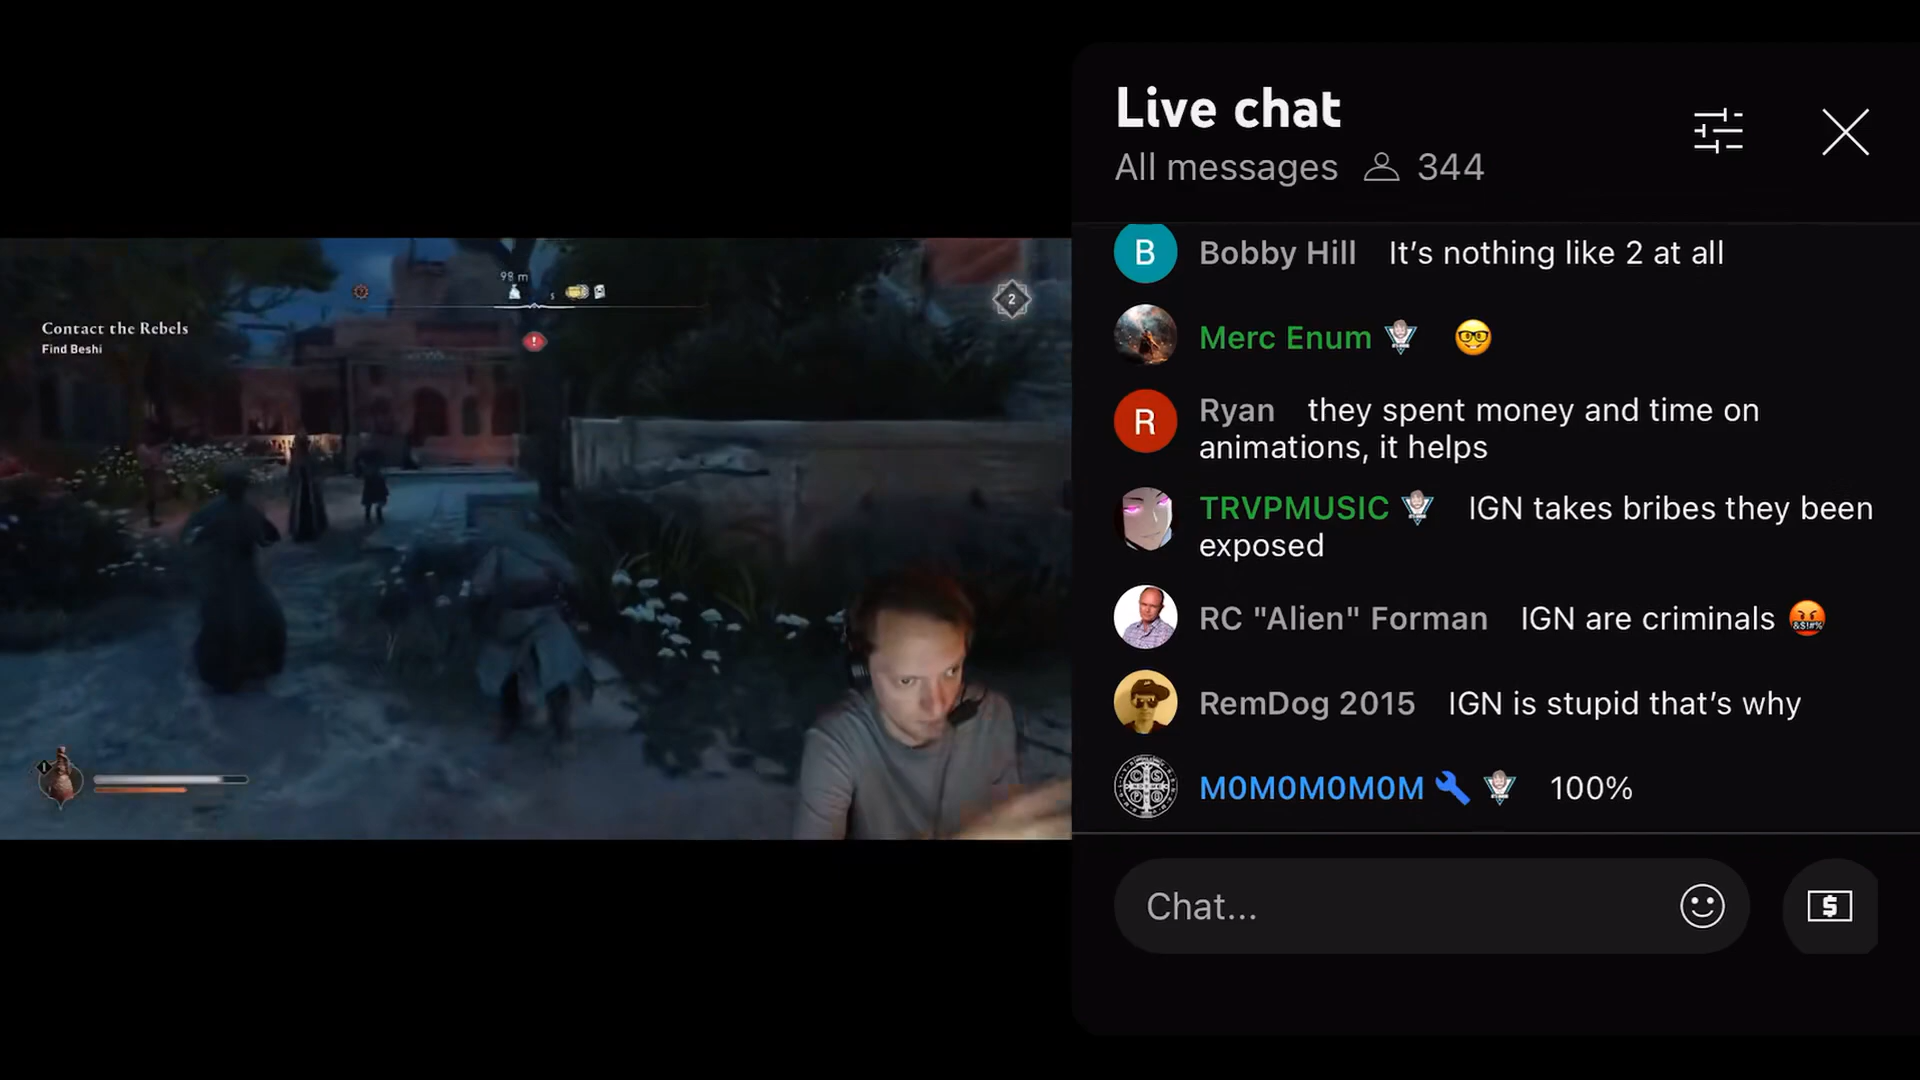 Live chat
All messages 344
B Bobby Hill It’s nothing like 2 at all
Merc Enum
R Ryan they spent money and time on
animations, it helps
TRVPMUSIC IGN takes bribes they been
exposed
RC "Alien" Forman IGN are criminals
&$!#%
RemDog 2015 IGN is stupid that’s why
M0M0M0M0M 100%
Chat...
$
98 m
S
2
Contact the Rebels
Find Beshi
!